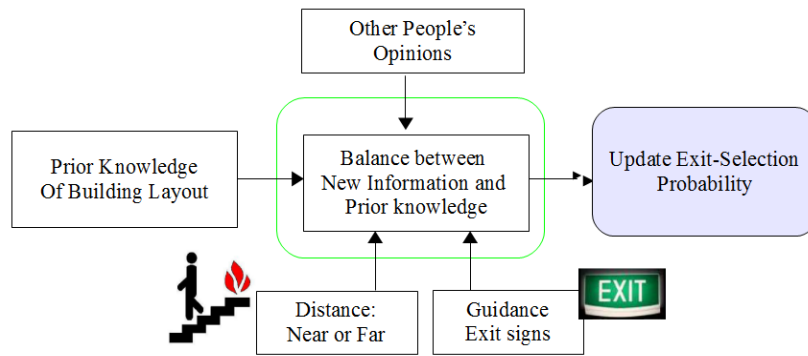 Other People's
Opinions
Prior Knowledge
Of Building Layout
Balance between
New Information and
Prior knowledge
Update Exit-Selection
Probability
Distance:
Near or Far
Guidance
Exit signs
EXIT